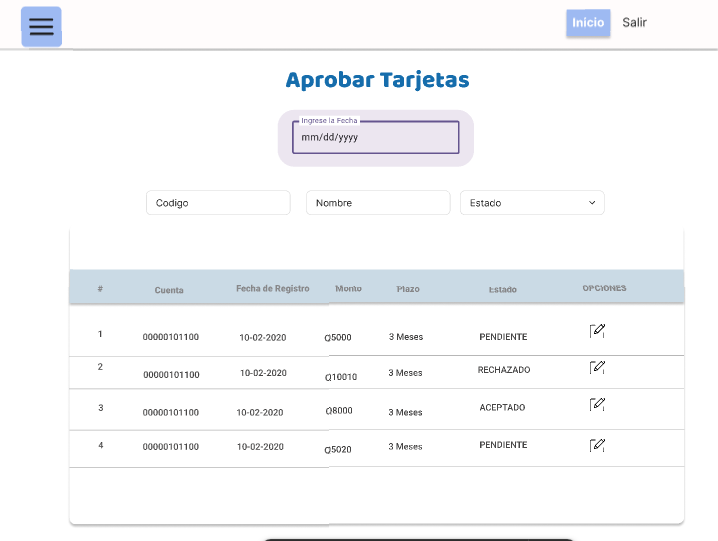 Inicio Salir
Aprobar Tarjetas
Ingrese la Fecha
mm/dd/yyyy
Codigo Nombre Estado
# Cuenta Fecha de Registro Monto Plazo Estado OPCIONES
1 00000101100 10-02-2020 Q5000 3 Meses PENDIENTE
2 00000101100 10-02-2020 Q10010 3 Meses RECHAZADO
3 00000101100 10-02-2020 Q8000 3 Meses ACEPTADO
4 00000101100 10-02-2020 Q5020 3 Meses PENDIENTE